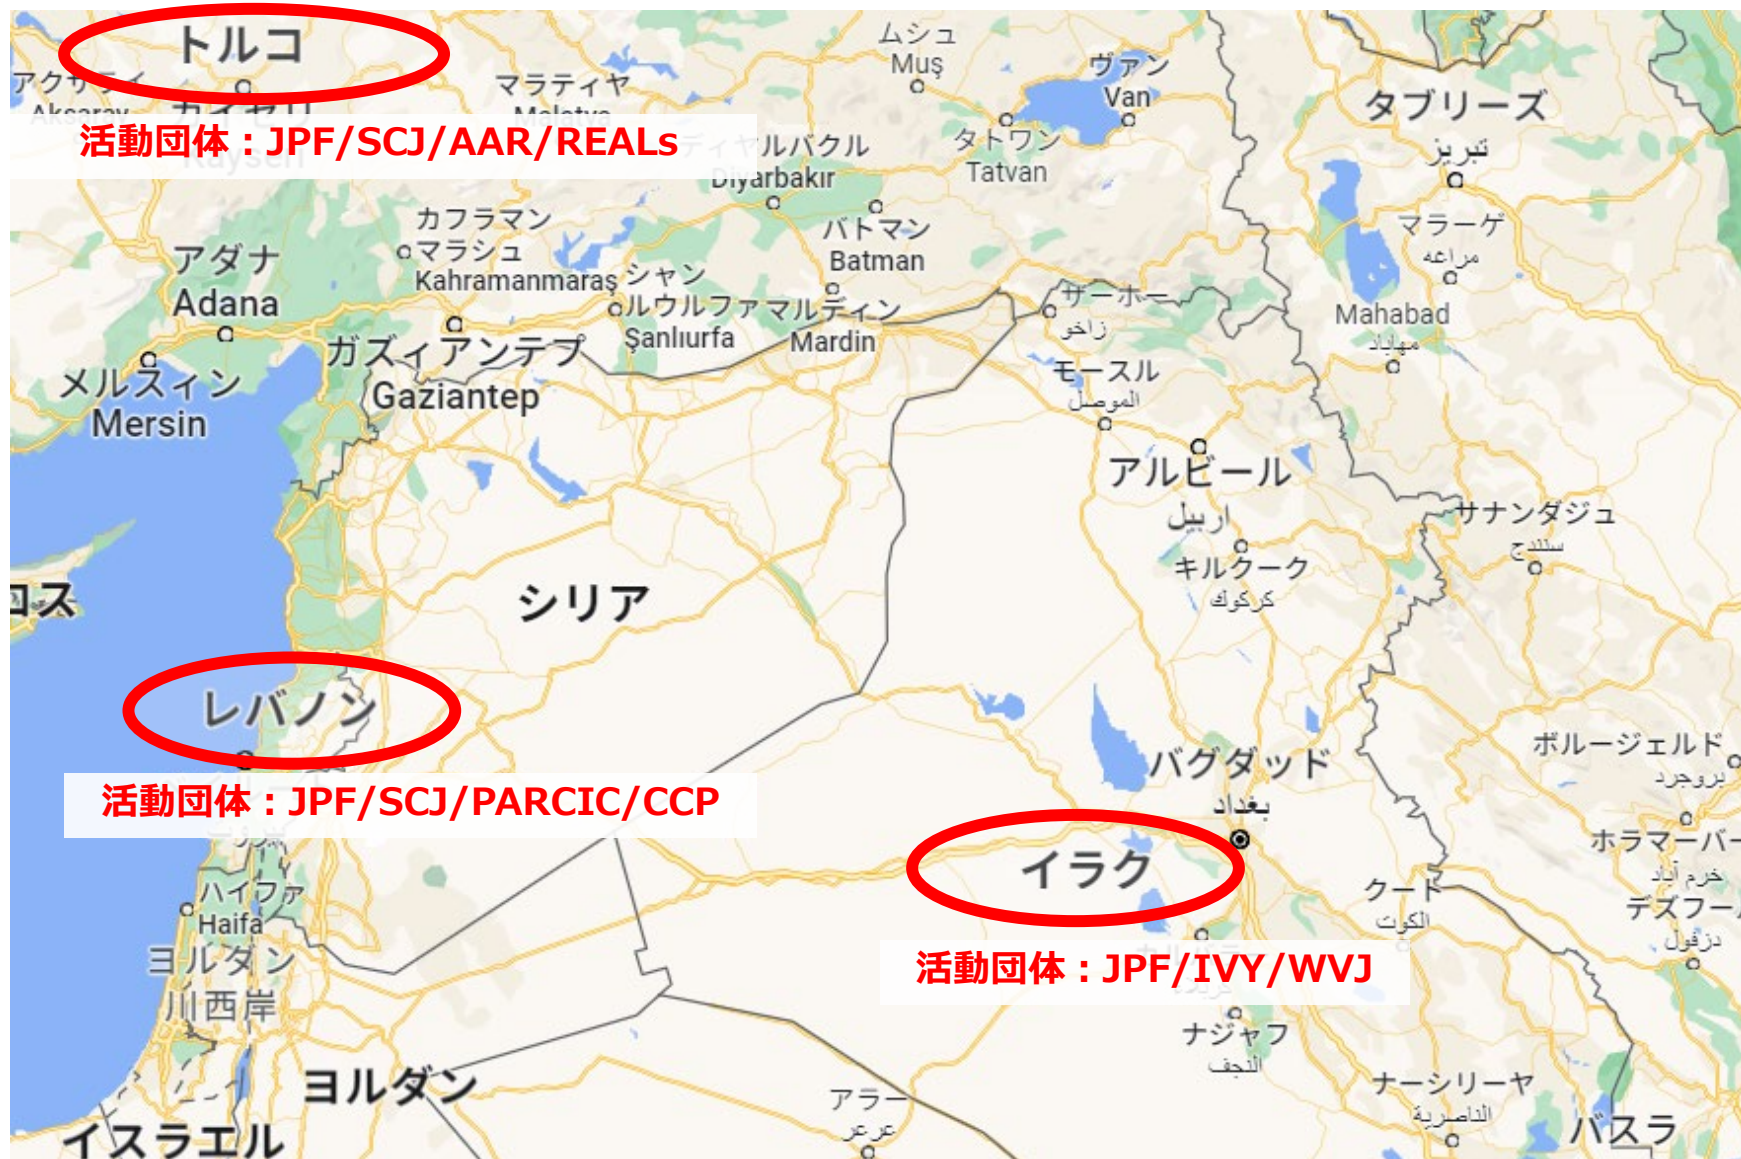 トルコ
ムシュ
Muş
ヴァン
Van
アクサライ
Aksaray
カイセリ
Kayseri
マラティヤ
Malatya
タブリーズ
تبریز
活動団体：JPF/SCJ/AAR/REALs
ディヤルバクル
Diyarbakır
タトワン
Tatvan
カフラマン
マラシュ
Kahramanmaraş
バトマン
Batman
マラーゲ
مراغه
アダナ
Adana
シャン
ルウルファ
Şanlıurfa
マルディン
Mardin
ザーホー
زاخو
Mahabad
مهاباد
ガズィアンテプ
Gaziantep
メルスィン
Mersin
モースル
الموصل
アルビール
اربيل
サナンダジュ
سنندج
キルクーク
كركوك
ロス
シリア
レバノン
活動団体：JPF/SCJ/PARCIC/CCP
バグダッド
بغداد
ボルージェルド
بروجرد
イラク
ホラマーバー
خرم آباد
クート
الكوت
デズフー
دزفول
ハイファ
Haifa
ヨルダン
川西岸
活動団体：JPF/IVY/WVJ
ナジャフ
النجف
ヨルダン
アラー
عرعر
ナーシリーヤ
الناصرية
イスラエル
バスラ